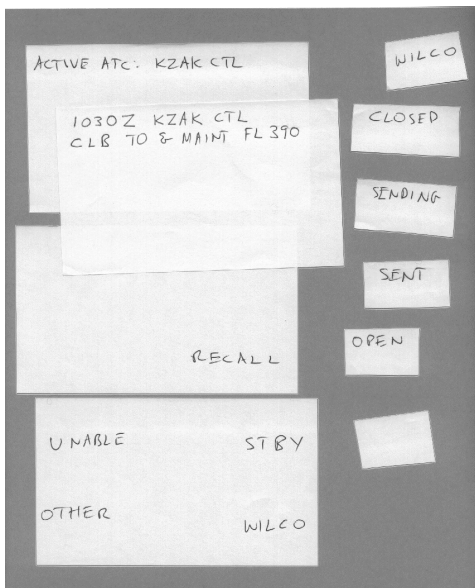 ACTIVE ATC: KZAK CTL
1030Z KZAK CTL
CLB TO & MAINT FL 390
RECALL
UNABLE STBY
OTHER WILCO
WILCO
CLOSED
SENDING
SENT
OPEN